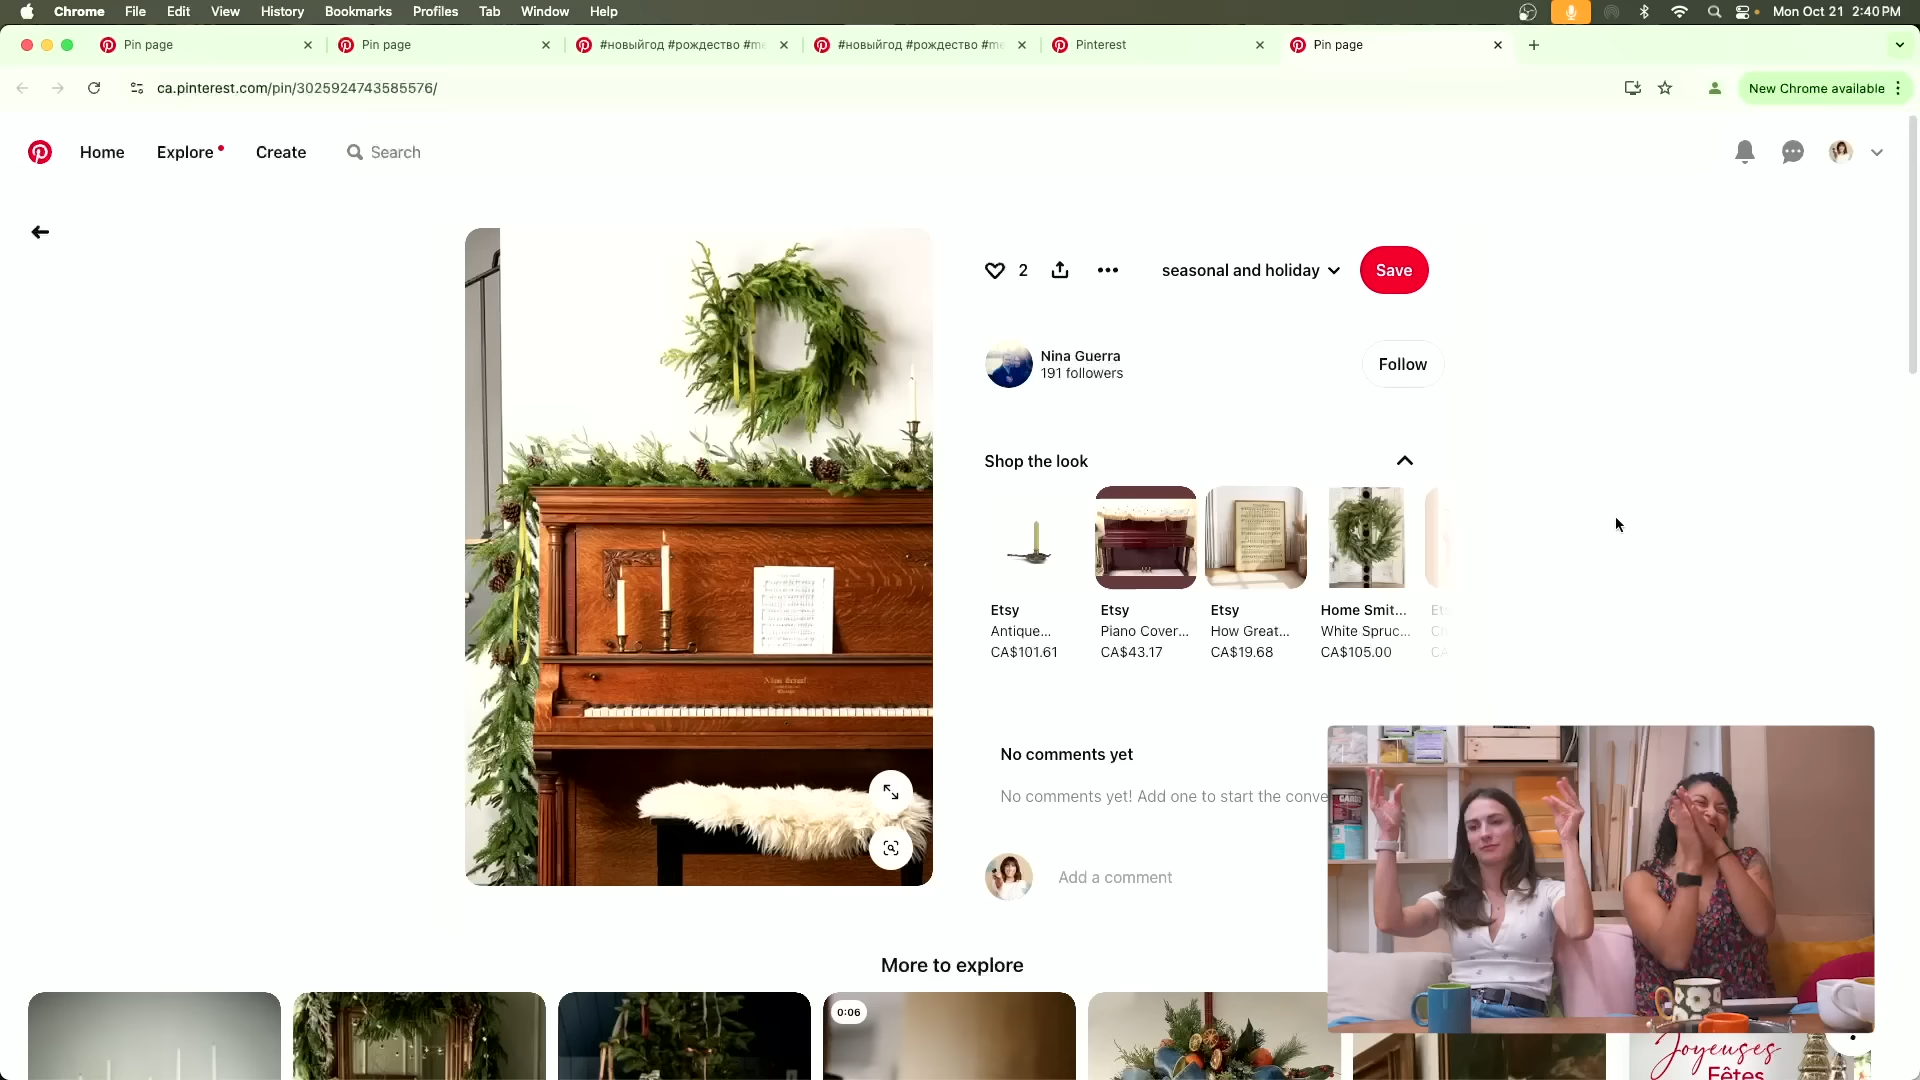 Chrome File Edit View History Bookmarks Profiles Tab Window Help
Mon Oct 21 2:40 PM
Pin page
Pin page
#новыйгод #рождество #me
#новыйгод #рождество #me
Pinterest
Pin page
ca.pinterest.com/pin/3025924743585576/
New Chrome available
Home
Explore
Create
Search
2
seasonal and holiday
Save
Nina Guerra
191 followers
Follow
Shop the look
Etsy
Antique...
CA$101.61
Etsy
Piano Cover...
CA$43.17
Etsy
How Great...
CA$19.68
Home Smit...
White Spruc...
CA$105.00
No comments yet
No comments yet! Add one to start the conve
Add a comment
More to explore
0:06
Joyeuses
Fêtes